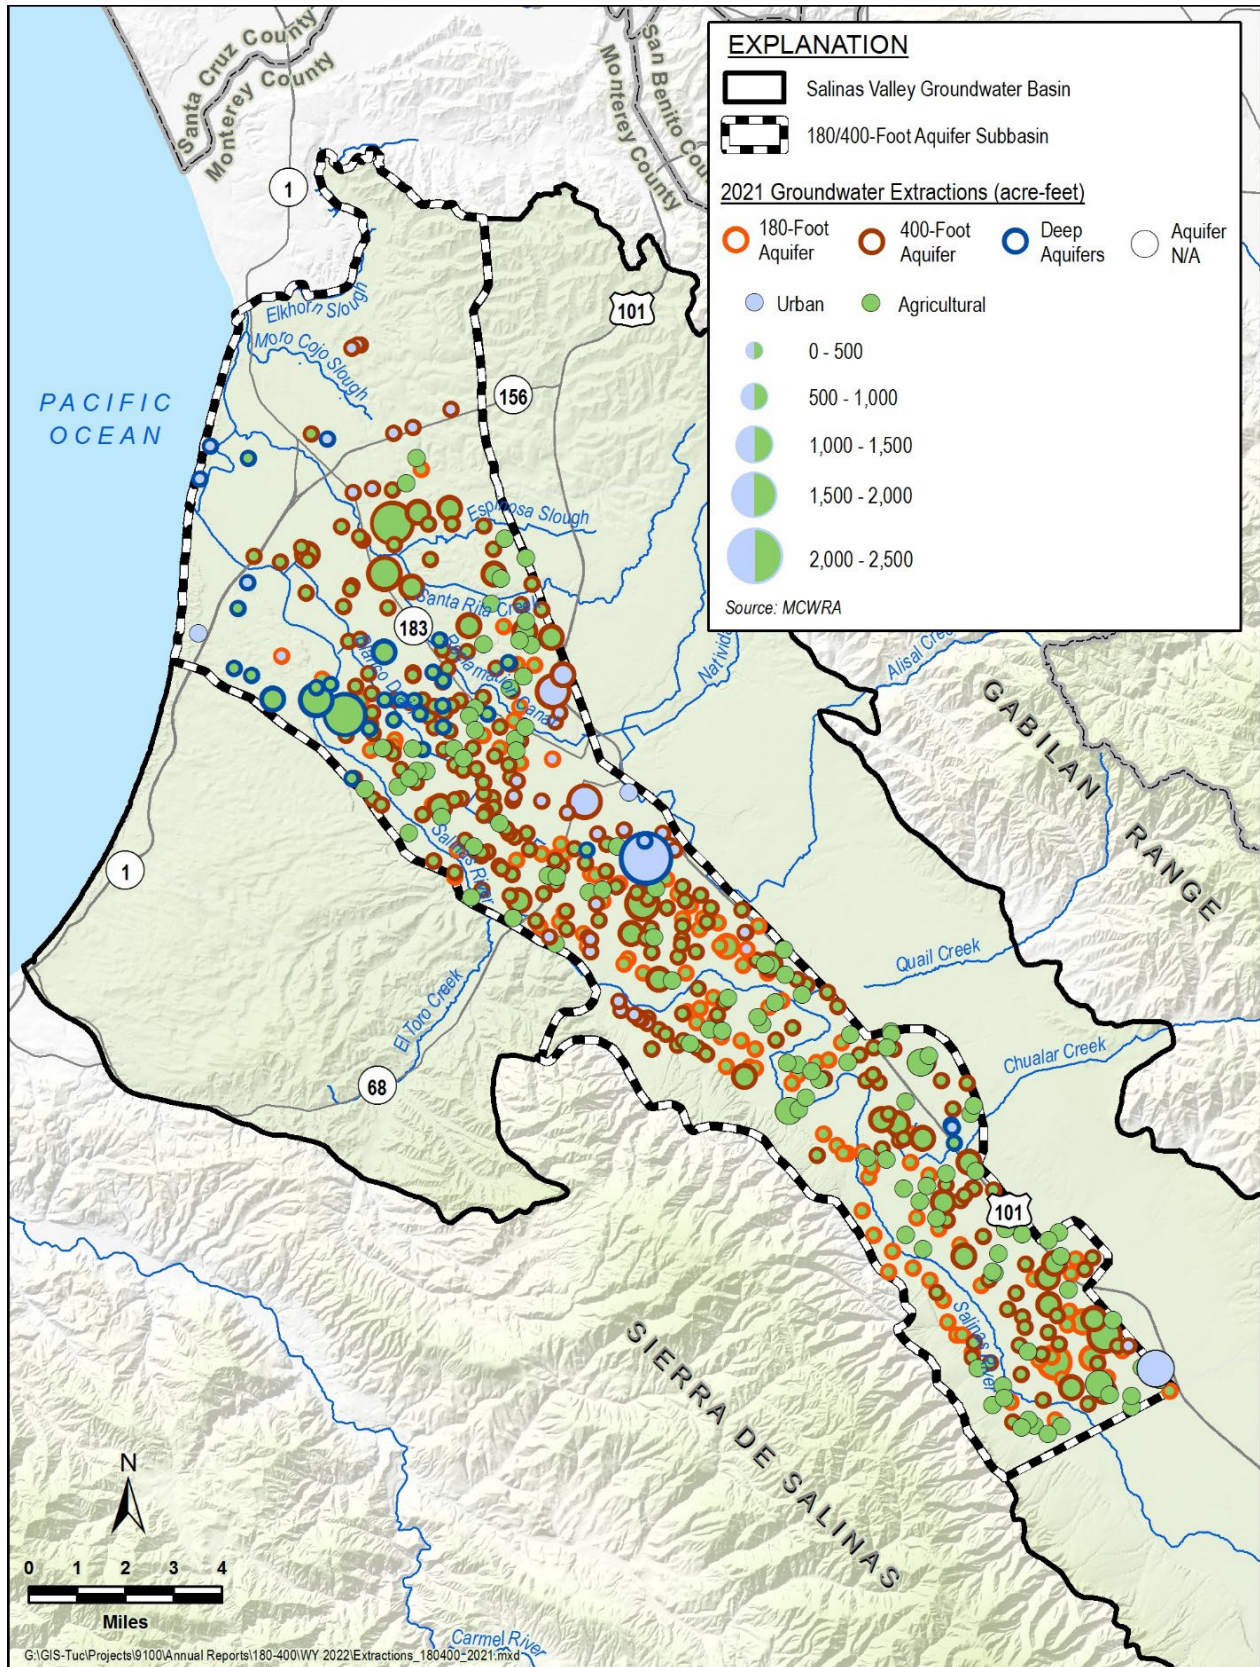 Santa Cruz County
Monterey County
San Benito Cou
Monterey County
EXPLANATION
Salinas Valley Groundwater Basin
180/400-Foot Aquifer Subbasin
2021 Groundwater Extractions (acre-feet)
180-Foot
Aquifer
400-Foot
Aquifer
Deep
Aquifers
Aquifer
N/A
Urban
Agricultural
0 - 500
500 - 1,000
1,000 - 1,500
1,500 - 2,000
2,000 - 2,500
Source: MCWRA
1
101
Elkhorn Slough
Moro Cojo Slough
156
PACIFIC
OCEAN
Espinosa Slough
Santa Rita Creek
183
Reclamation Canal
Blanco D
Nativida
Alisal Cree
GABILAN
RANGE
Salinas River
1
Quail Creek
El Toro Creek
Chualar Creek
68
101
Salinas River
SIERRA DE SALINAS
N
0 1 2 3 4
Miles
Carmel River
G:\GIS-Tuc\Projects\9100\Annual Reports\180-400\WY 2022\Extractions_180400_2021.mxd